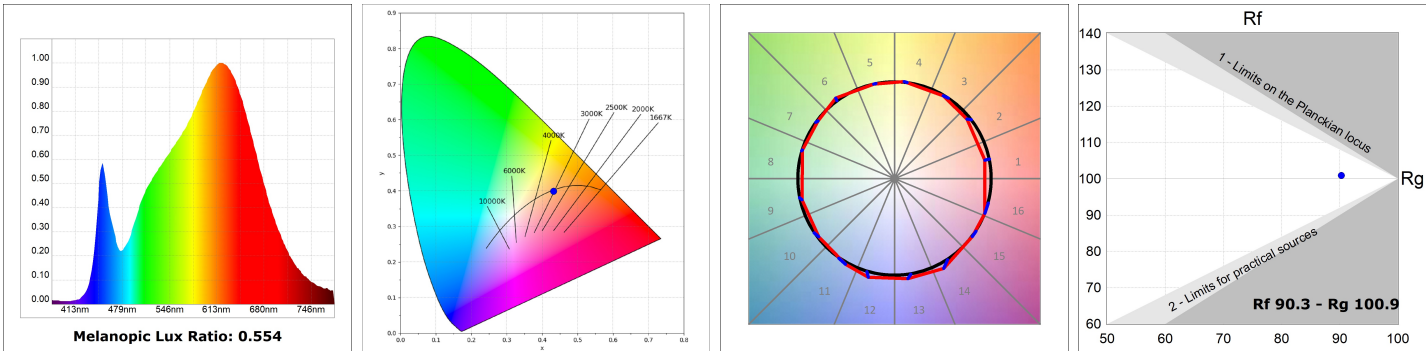 1.00
0.90
0.80
0.70
0.60
0.50
0.40
0.30
0.20
0.10
0.00
413nm 479nm 546nm 613nm 680nm 746nm
Melanopic Lux Ratio: 0.554
0.9
0.8
0.7
0.6
0.5
0.4
0.3
0.2
0.1
0.0
y
0.0 0.1 0.2 0.3 0.4 0.5 0.6 0.7 0.8
x
10000K
6000K
4000K
3000K
2500K
2000K
1667K
1
2
3
4
5
6
7
8
9
10
11
12
13
14
15
16
Rf
140
130
120
110
100
90
80
70
60
50 60 70 80 90 100
Rg
1 - Limits on the Planckian locus
2 - Limits for practical sources
Rf 90.3 - Rg 100.9